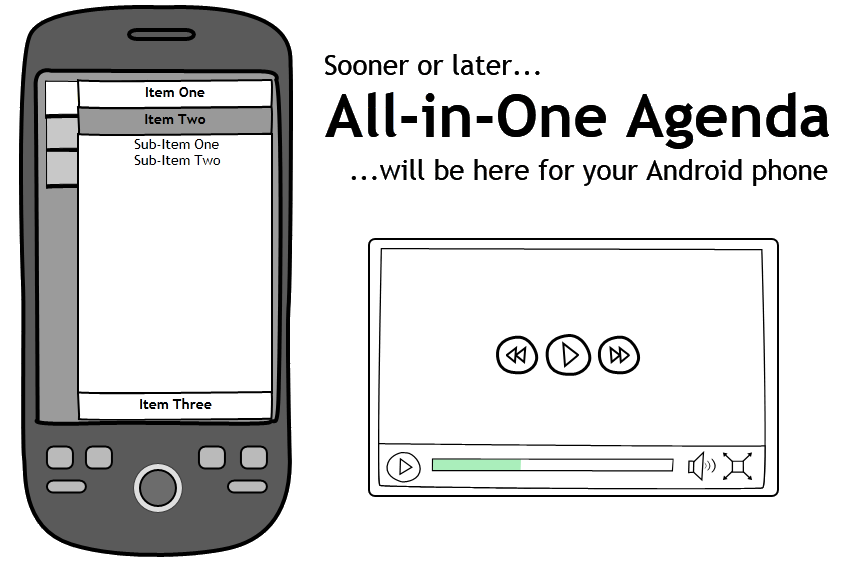 Sooner or later...
All-in-One Agenda
...will be here for your Android phone
Item One
Item Two
Sub-Item One
Sub-Item Two
Item Three